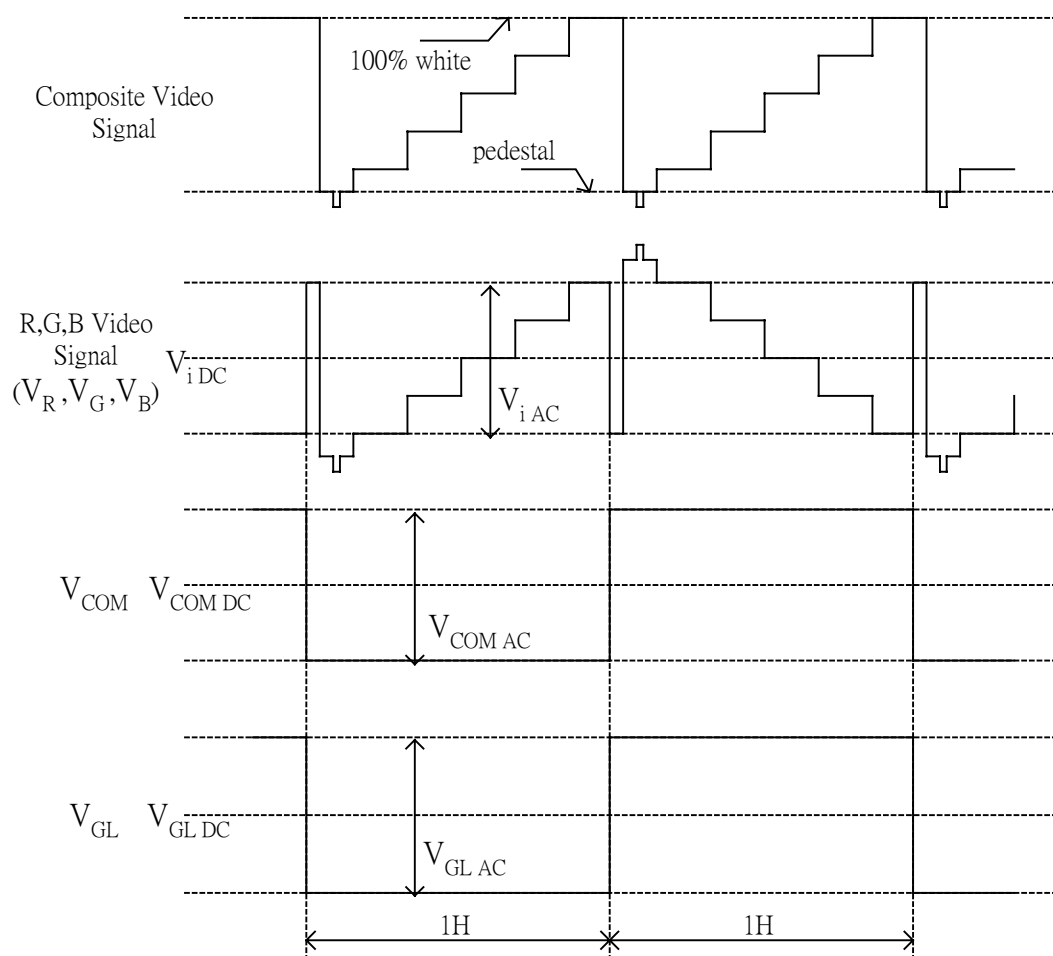 100% white
Composite Video
Signal
pedestal
R,G,B Video
Signal
(V_R ,V_G ,V_B)
V_i DC
V_i AC
V_COM
V_COM DC
V_COM AC
V_GL
V_GL DC
V_GL AC
1H
1H